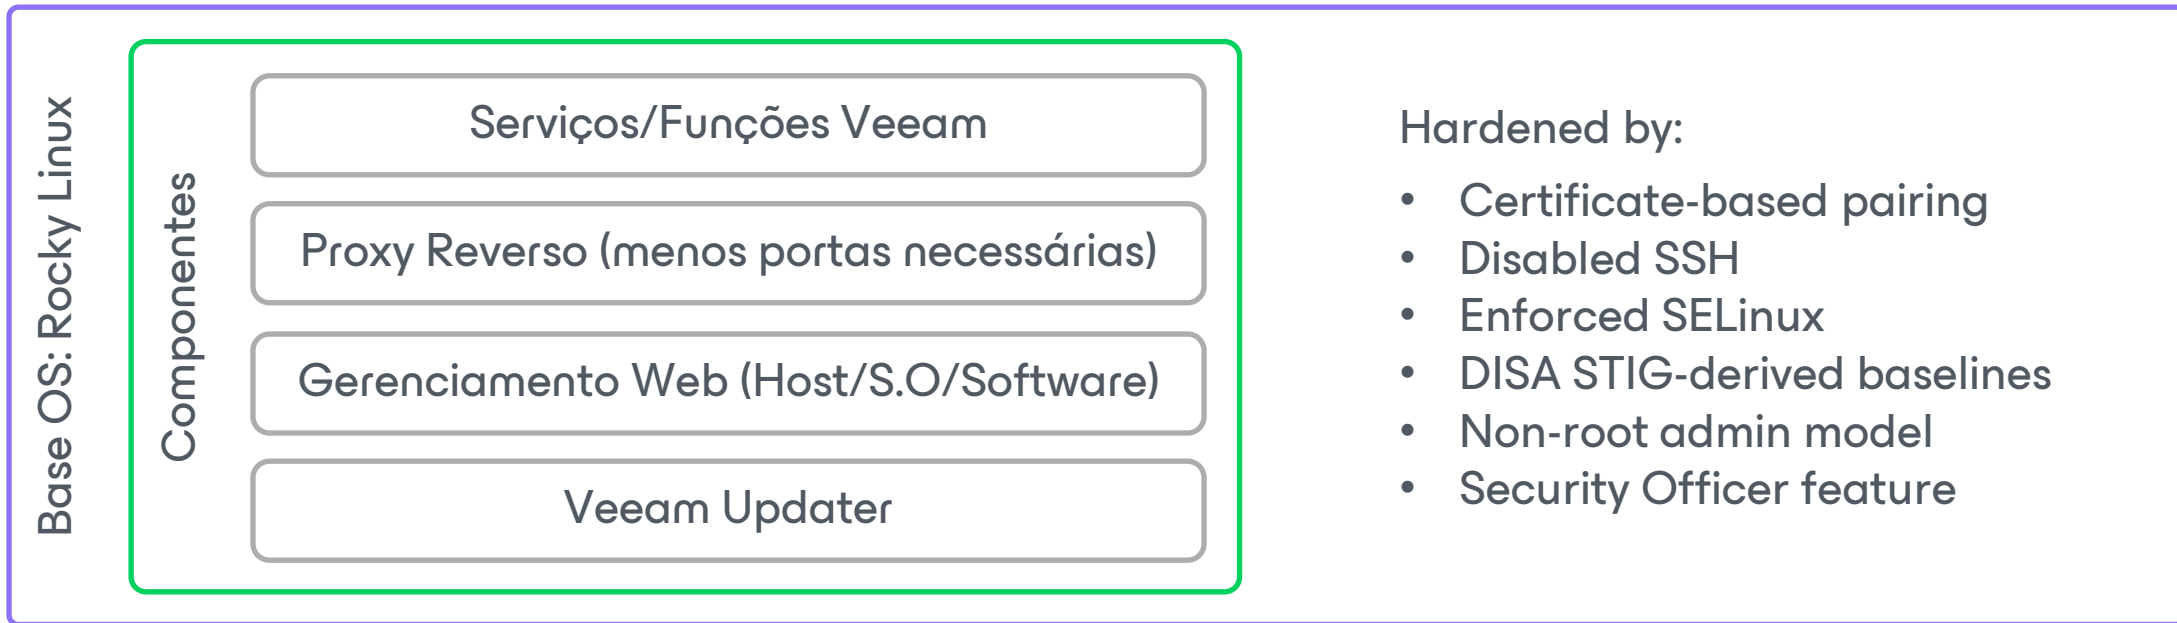 Base OS: Rocky Linux
Componentes
Serviços/Funções Veeam
Proxy Reverso (menos portas necessárias)
Gerenciamento Web (Host/S.O/Software)
Veeam Updater
Hardened by:
• Certificate-based pairing
• Disabled SSH
• Enforced SELinux
• DISA STIG-derived baselines
• Non-root admin model
• Security Officer feature